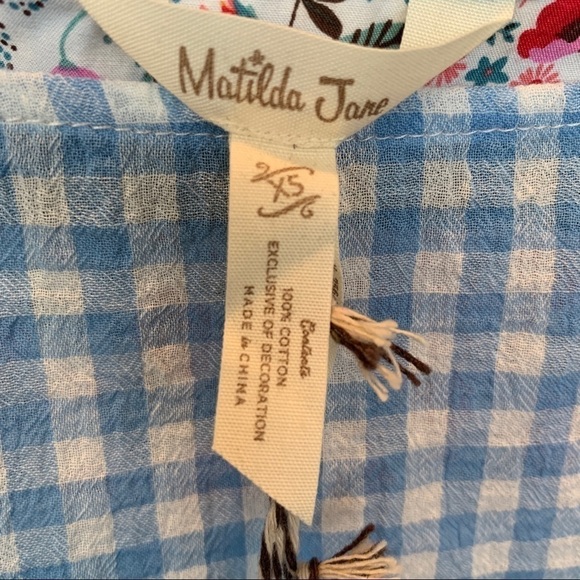 Matilda Jane
XS
Contents
100% COTTON
EXCLUSIVE OF DECORATION
MADE in CHINA